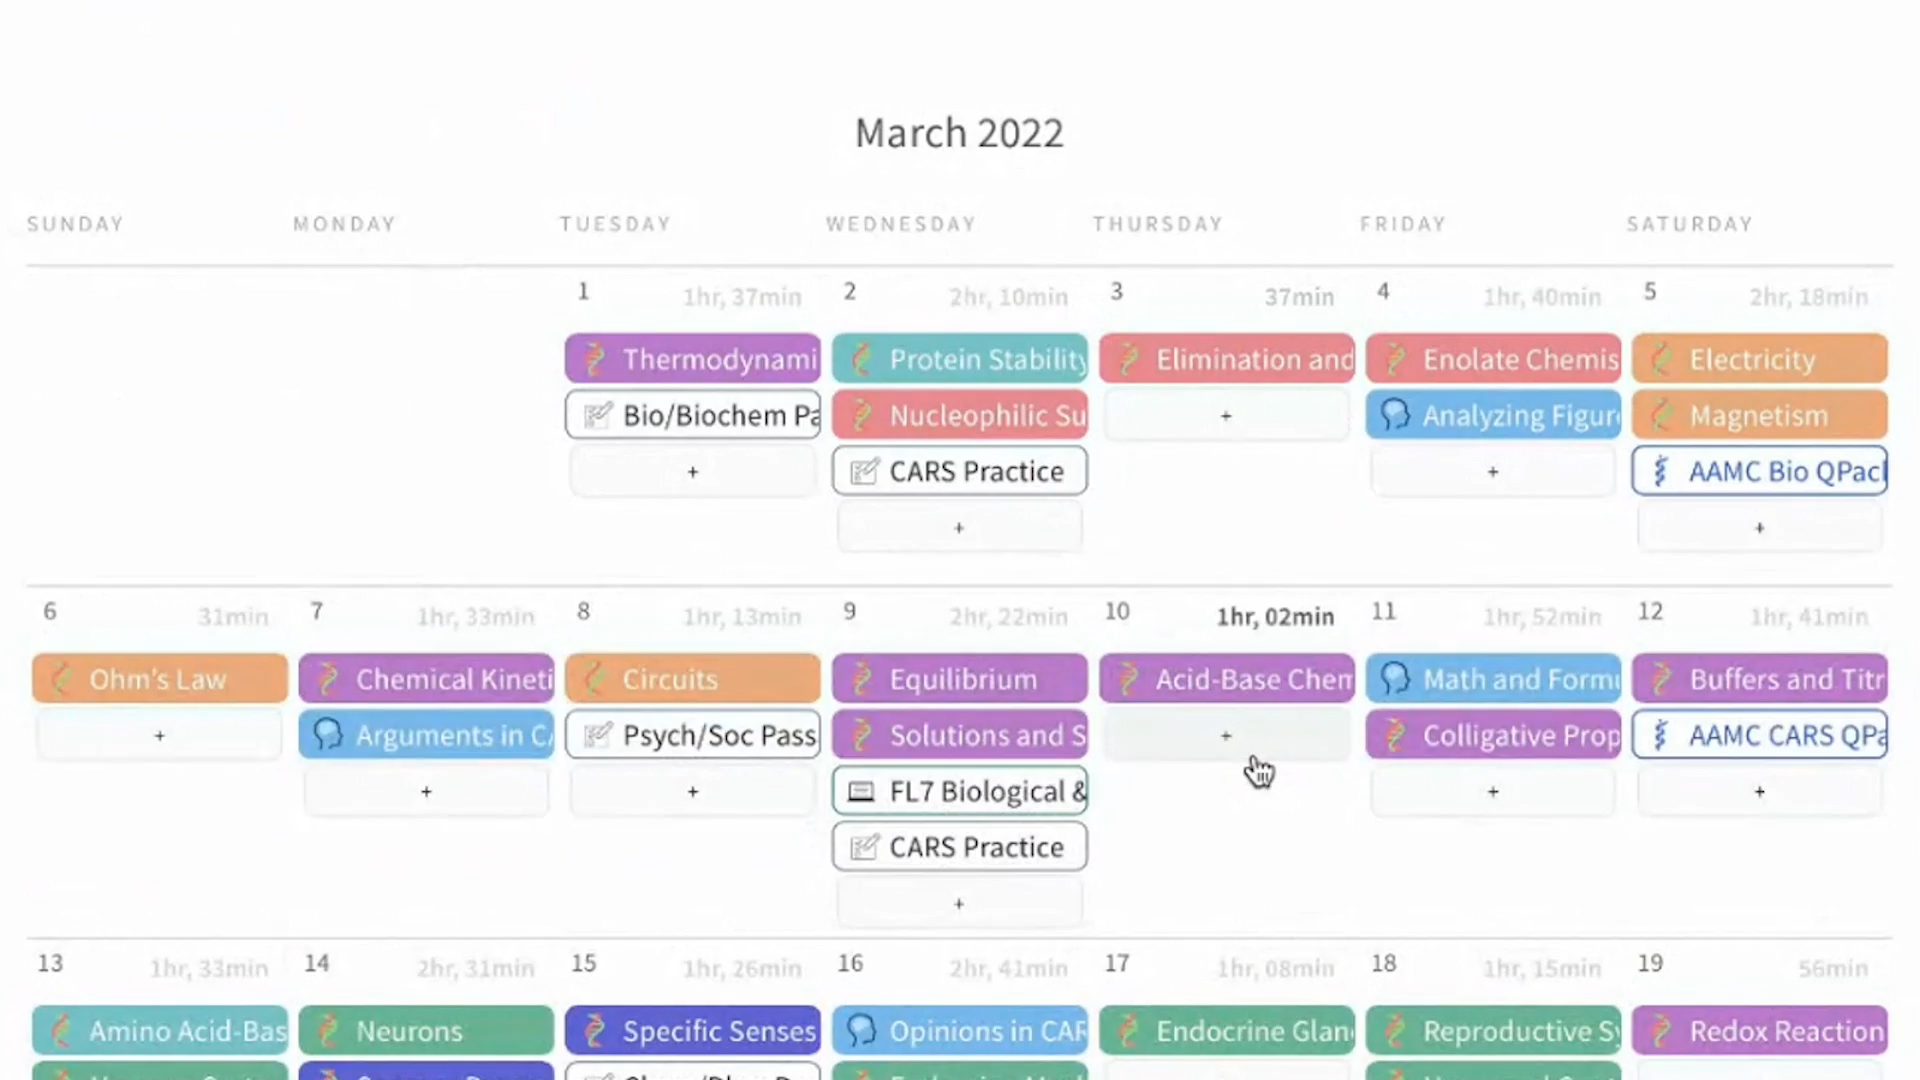 March 2022
SUNDAY MONDAY TUESDAY WEDNESDAY THURSDAY FRIDAY SATURDAY
1 1hr, 37min 2 2hr, 10min 3 37min 4 1hr, 40min 5 2hr, 18min
Thermodynami Protein Stability Elimination and Enolate Chemis Electricity
Bio/Biochem Pa Nucleophilic Su + Analyzing Figur Magnetism
+ CARS Practice + AAMC Bio QPack
+ +
6 31min 7 1hr, 33min 8 1hr, 13min 9 2hr, 22min 10 1hr, 02min 11 1hr, 52min 12 1hr, 41min
Ohm's Law Chemical Kineti Circuits Equilibrium Acid-Base Chem Math and Formu Buffers and Titr
+ Arguments in CA Psych/Soc Pass Solutions and S + Colligative Prop AAMC CARS QPa
+ + FL7 Biological & + +
CARS Practice
+
13 1hr, 33min 14 2hr, 31min 15 1hr, 26min 16 2hr, 41min 17 1hr, 08min 18 1hr, 15min 19 56min
Amino Acid-Bas Neurons Specific Senses Opinions in CAR Endocrine Glan Reproductive Sy Redox Reaction